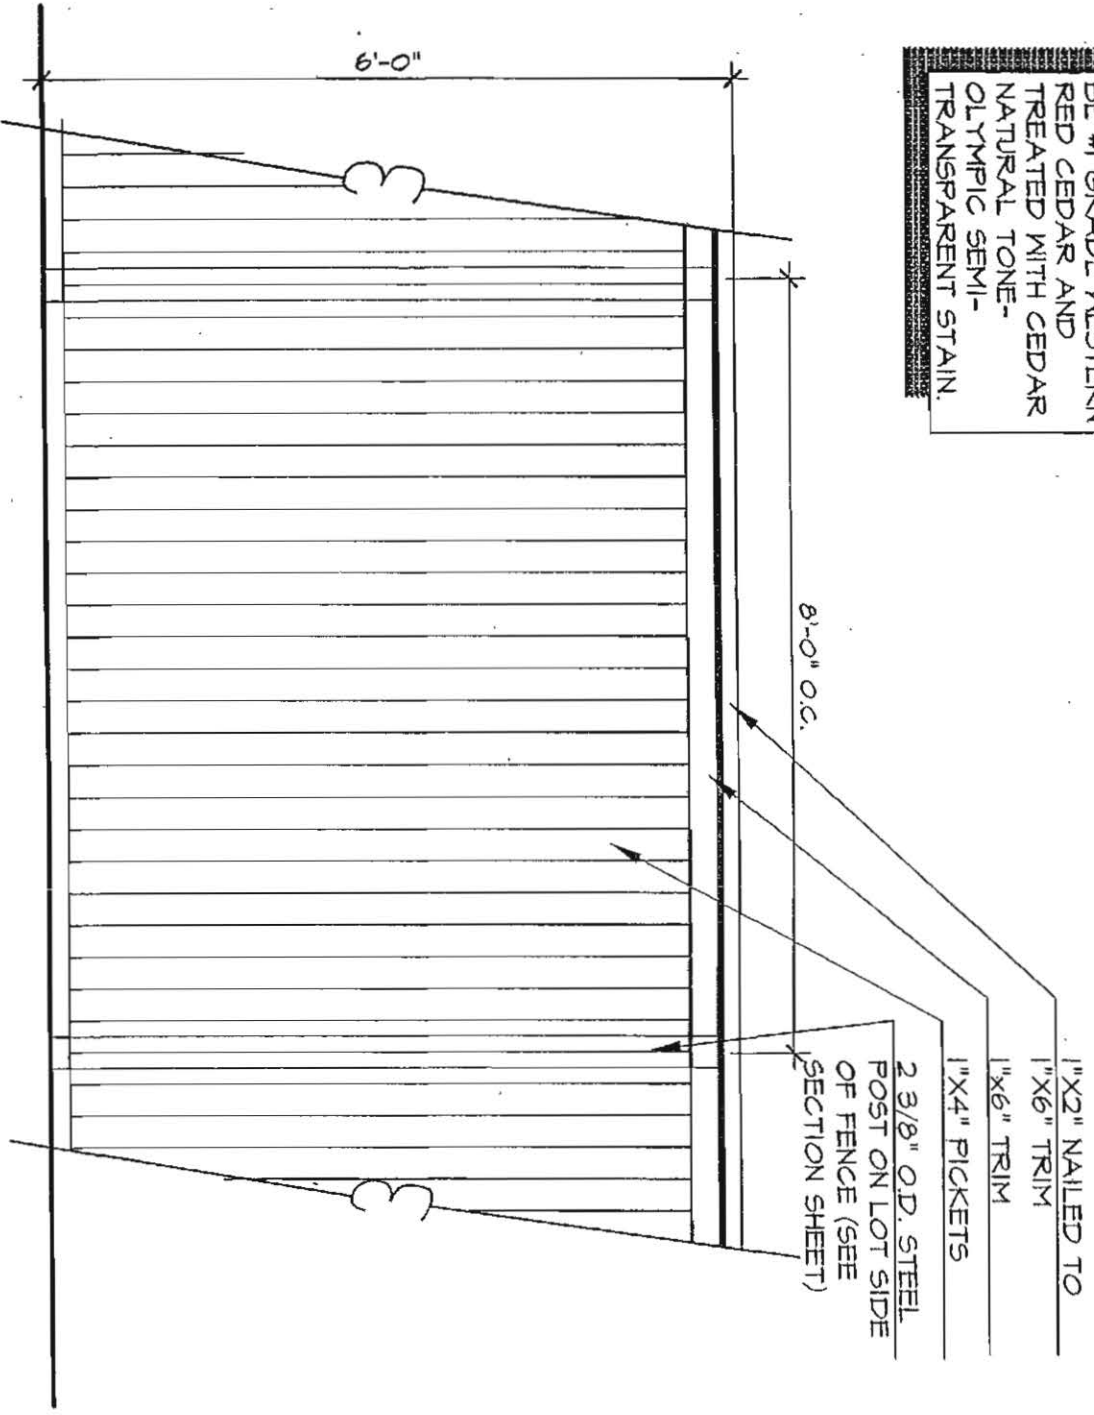 RED CEDAR AND
TREATED WITH CEDAR
NATURAL TONE-
OLYMPIC SEMI-
TRANSPARENT STAIN.
6'-0"
8'-0" O.C.
1"X2" NAILED TO
1"X6" TRIM
1"x6" TRIM
1"X4" PICKETS
2 3/8" O.D. STEEL
POST ON LOT SIDE
OF FENCE (SEE
SECTION SHEET)